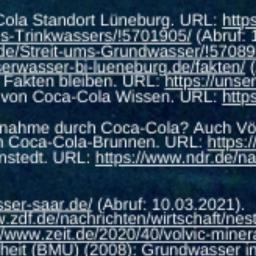 Cola Standort Lüneburg. URL: https
s-Trinkwassers/!5701905/ (Abruf: 1
de/Streit-ums-Grundwasser/!57089
serwasser-bi-lueneburg.de/fakten/ (
Fakten bleiben. URL: https://unser
von Coca-Cola Wissen. URL: https
nahme durch Coca-Cola? Auch Vö
n Coca-Cola-Brunnen. URL: https:/
nstedt. URL: https://www.ndr.de/na
sser-saar.de/ (Abruf: 10.03.2021).
w.zdf.de/nachrichten/wirtschaft/nest
//www.zeit.de/2020/40/volvic-minera
heit (BMU) (2008): Grundwasser in